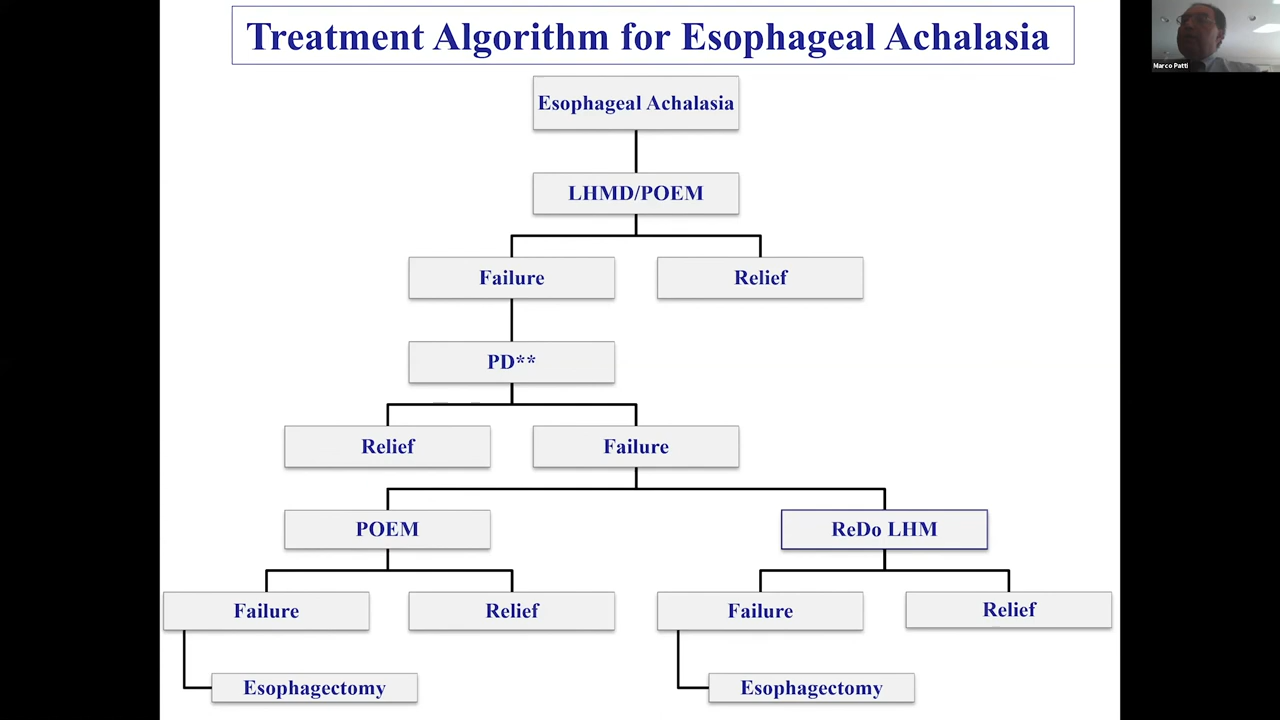 Treatment Algorithm for Esophageal Achalasia
Marco Patti
Esophageal Achalasia
LHMD/POEM
Failure
Relief
PD**
Relief
Failure
POEM
ReDo LHM
Failure
Relief
Failure
Relief
Esophagectomy
Esophagectomy